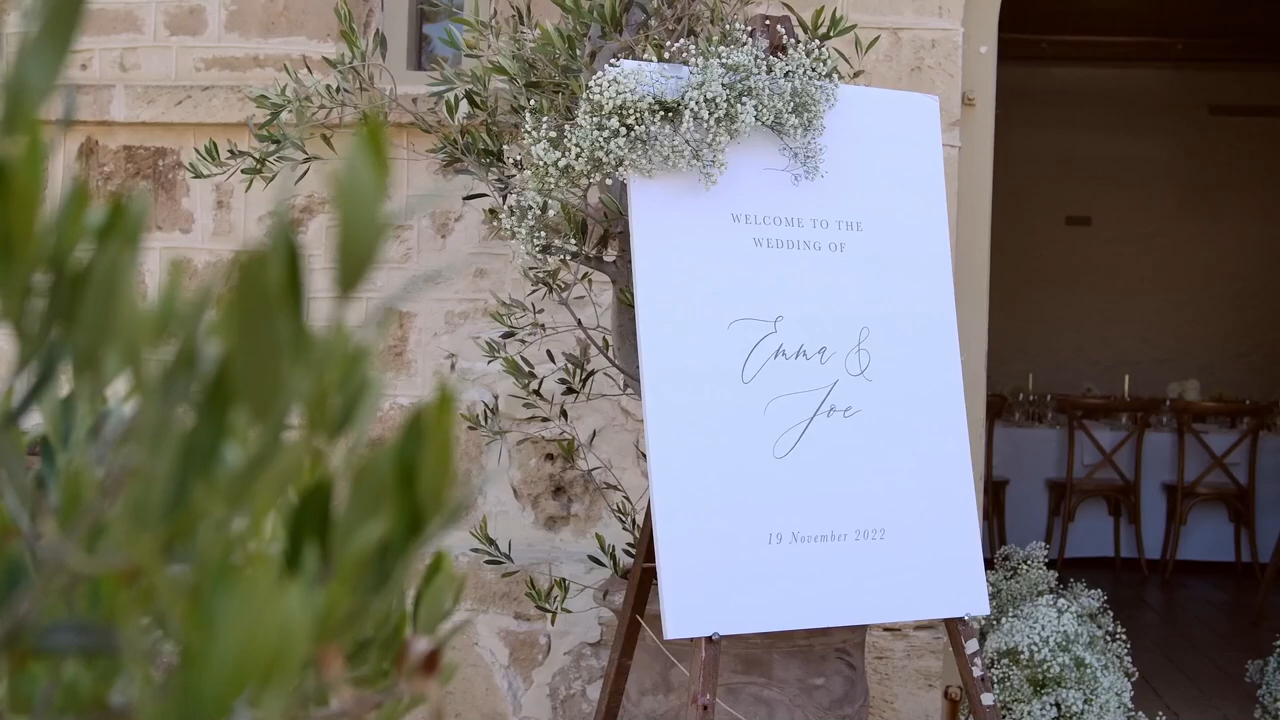 WELCOME TO THE
WEDDING OF
Emma &
Joe
19 November 2022